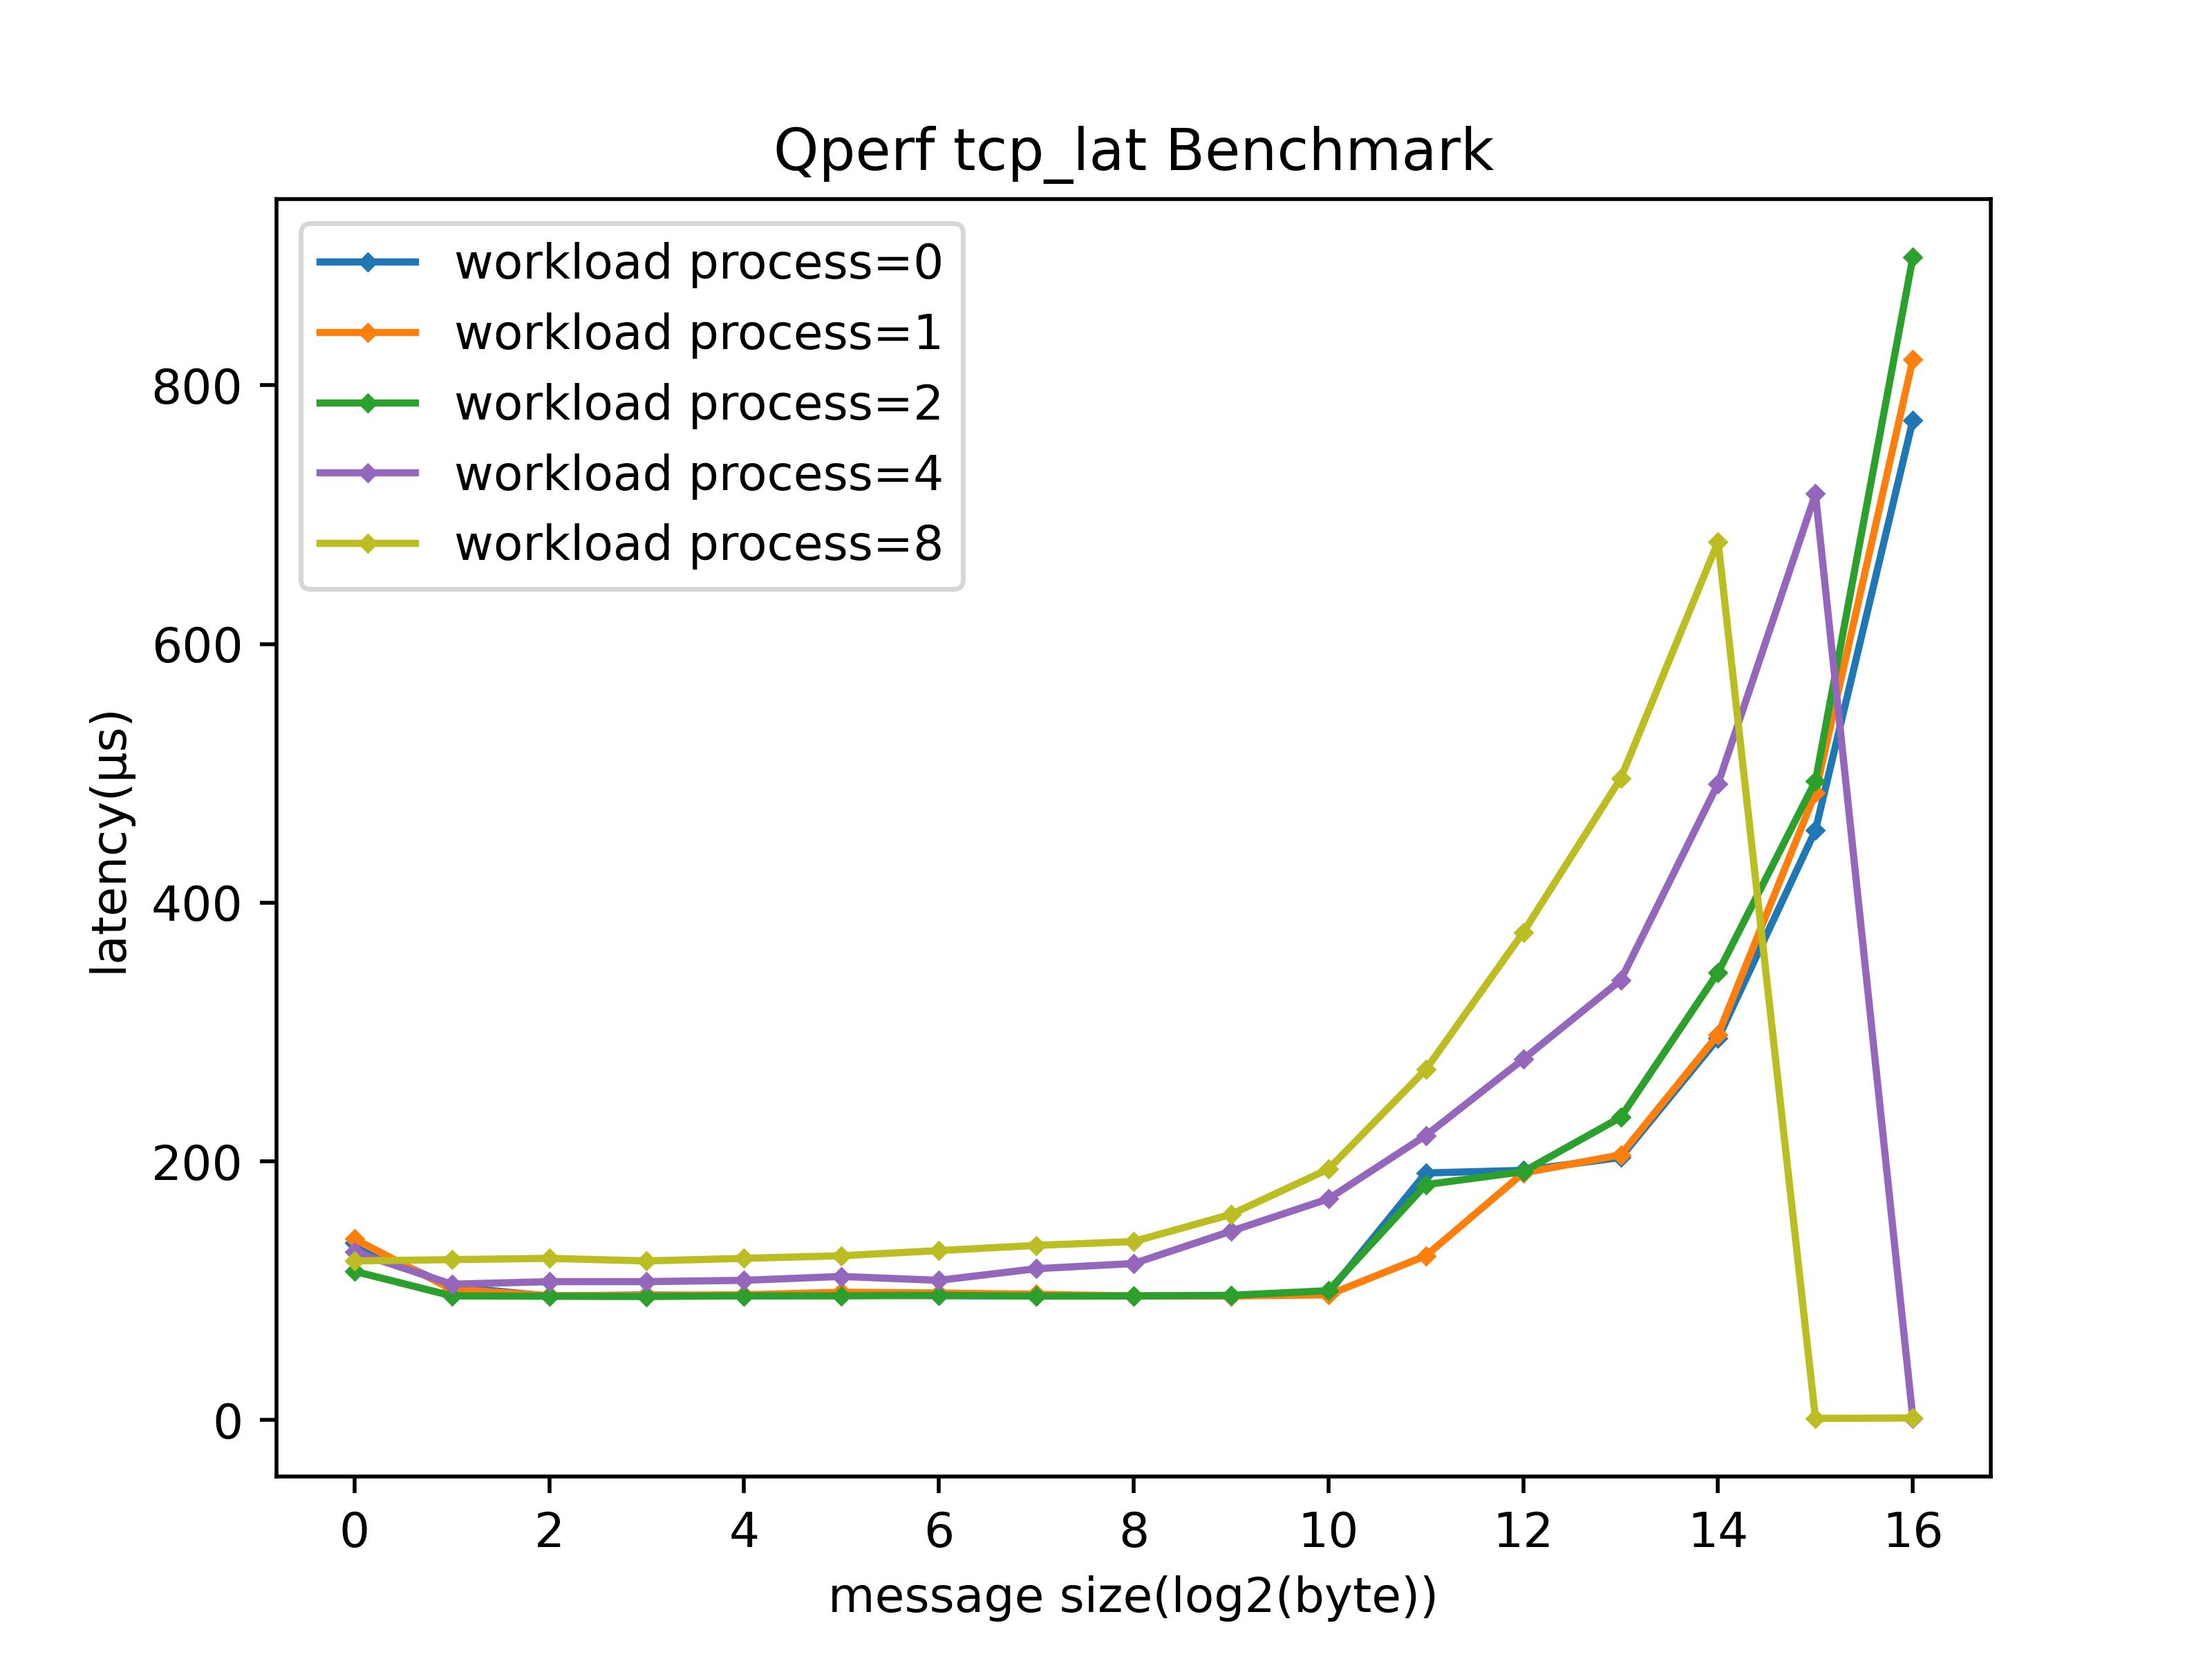 Qperf tcp_lat Benchmark
workload process=0
workload process=1
workload process=2
workload process=4
workload process=8
latency(μs)
800
600
400
200
0
0 2 4 6 8 10 12 14 16
message size(log2(byte))